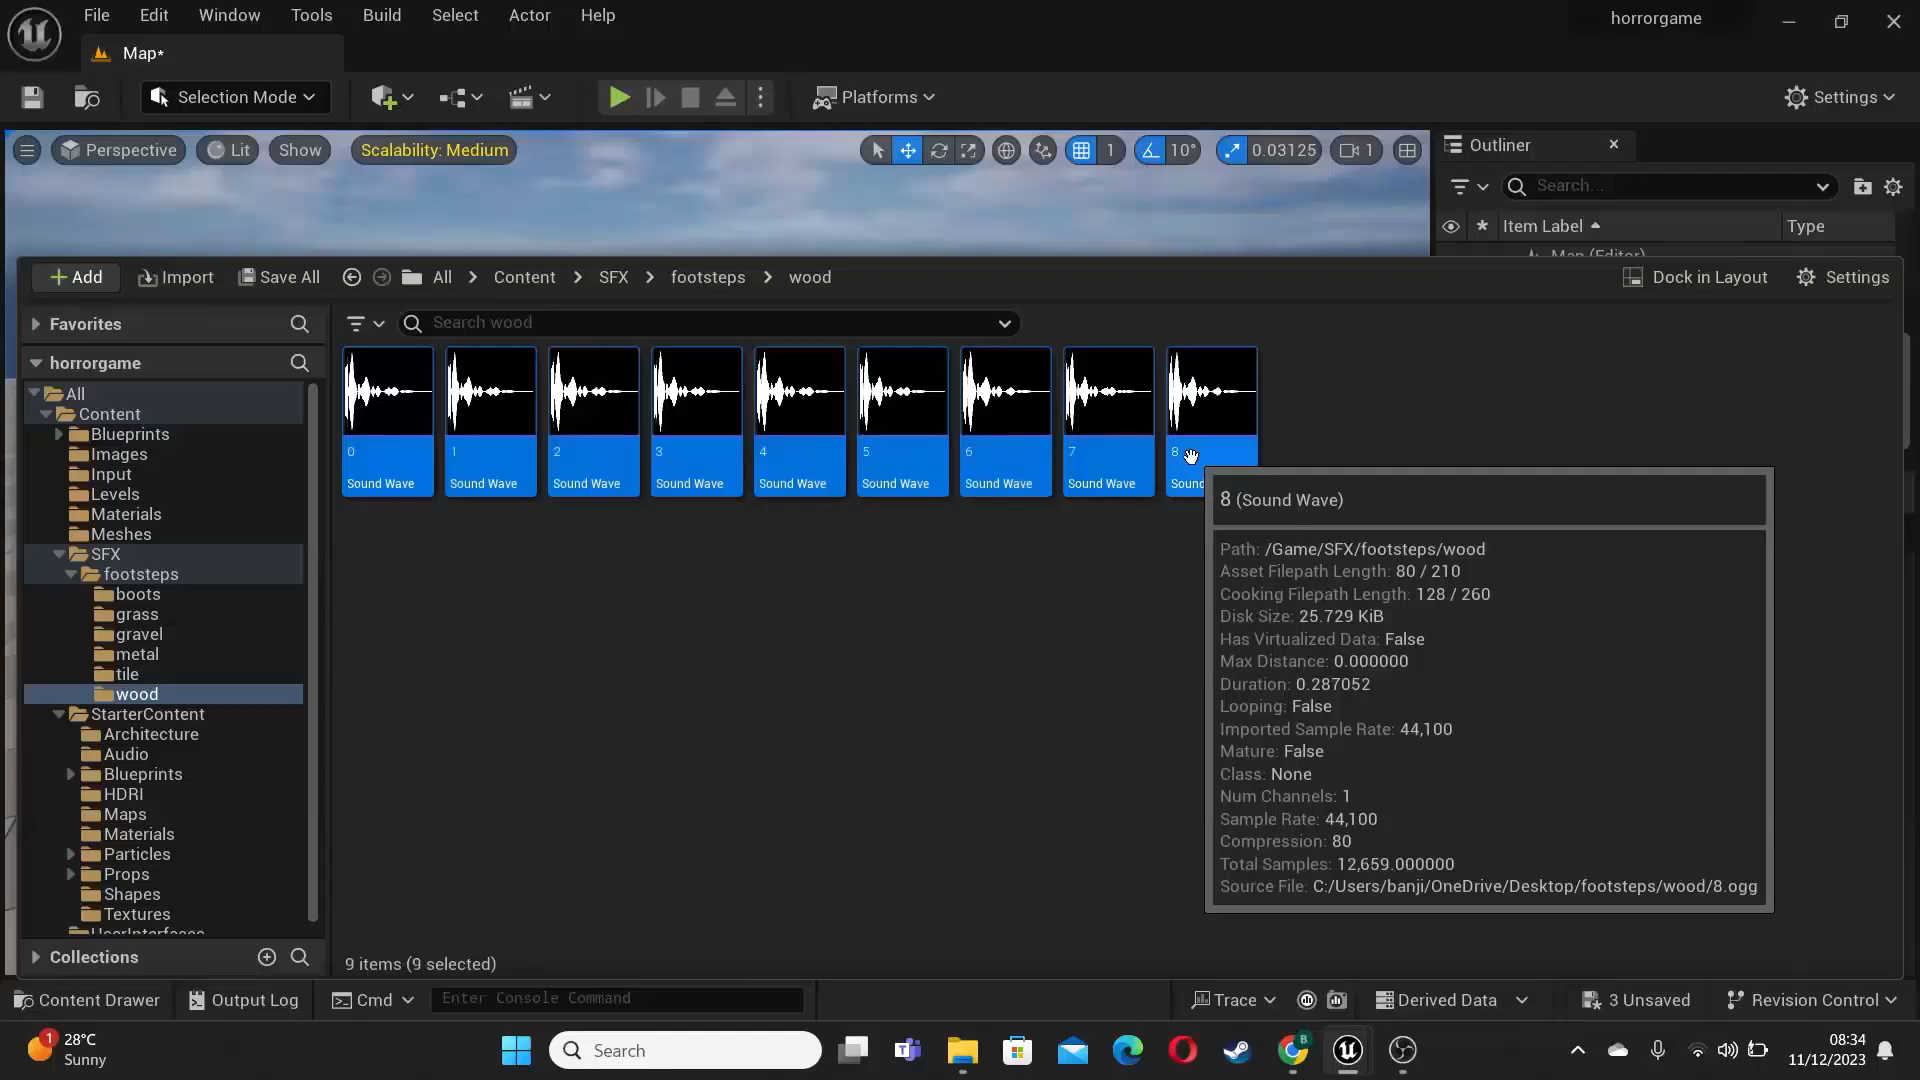 File Edit Window Tools Build Select Actor Help
horrorgame
Map*
Selection Mode
Platforms
Settings
Perspective Lit Show Scalability: Medium
1 10° 0.03125 1
Outliner
Search...
Item Label Type
Map (Editor)
Add Import Save All All Content SFX footsteps wood Dock in Layout Settings
Favorites
Search wood
horrorgame
All
Content
Blueprints
Images
Input
Levels
Materials
Meshes
SFX
footsteps
boots
grass
gravel
metal
tile
wood
StarterContent
Architecture
Audio
Blueprints
HDRI
Maps
Materials
Particles
Props
Shapes
Textures
UserInterfaces
Collections
0 1 2 3 4 5 6 7 8
Sound Wave Sound Wave Sound Wave Sound Wave Sound Wave Sound Wave Sound Wave Sound Wave Sound
8 (Sound Wave)
Path: /Game/SFX/footsteps/wood
Asset Filepath Length: 80 / 210
Cooking Filepath Length: 128 / 260
Disk Size: 25.729 KiB
Has Virtualized Data: False
Max Distance: 0.000000
Duration: 0.287052
Looping: False
Imported Sample Rate: 44,100
Mature: False
Class: None
Num Channels: 1
Sample Rate: 44,100
Compression: 80
Total Samples: 12,659.000000
Source File: C:/Users/banji/OneDrive/Desktop/footsteps/wood/8.ogg
9 items (9 selected)
Content Drawer Output Log Cmd Enter Console Command Trace Derived Data 3 Unsaved Revision Control
1
28°C
Sunny
Search
B
08:34
11/12/2023